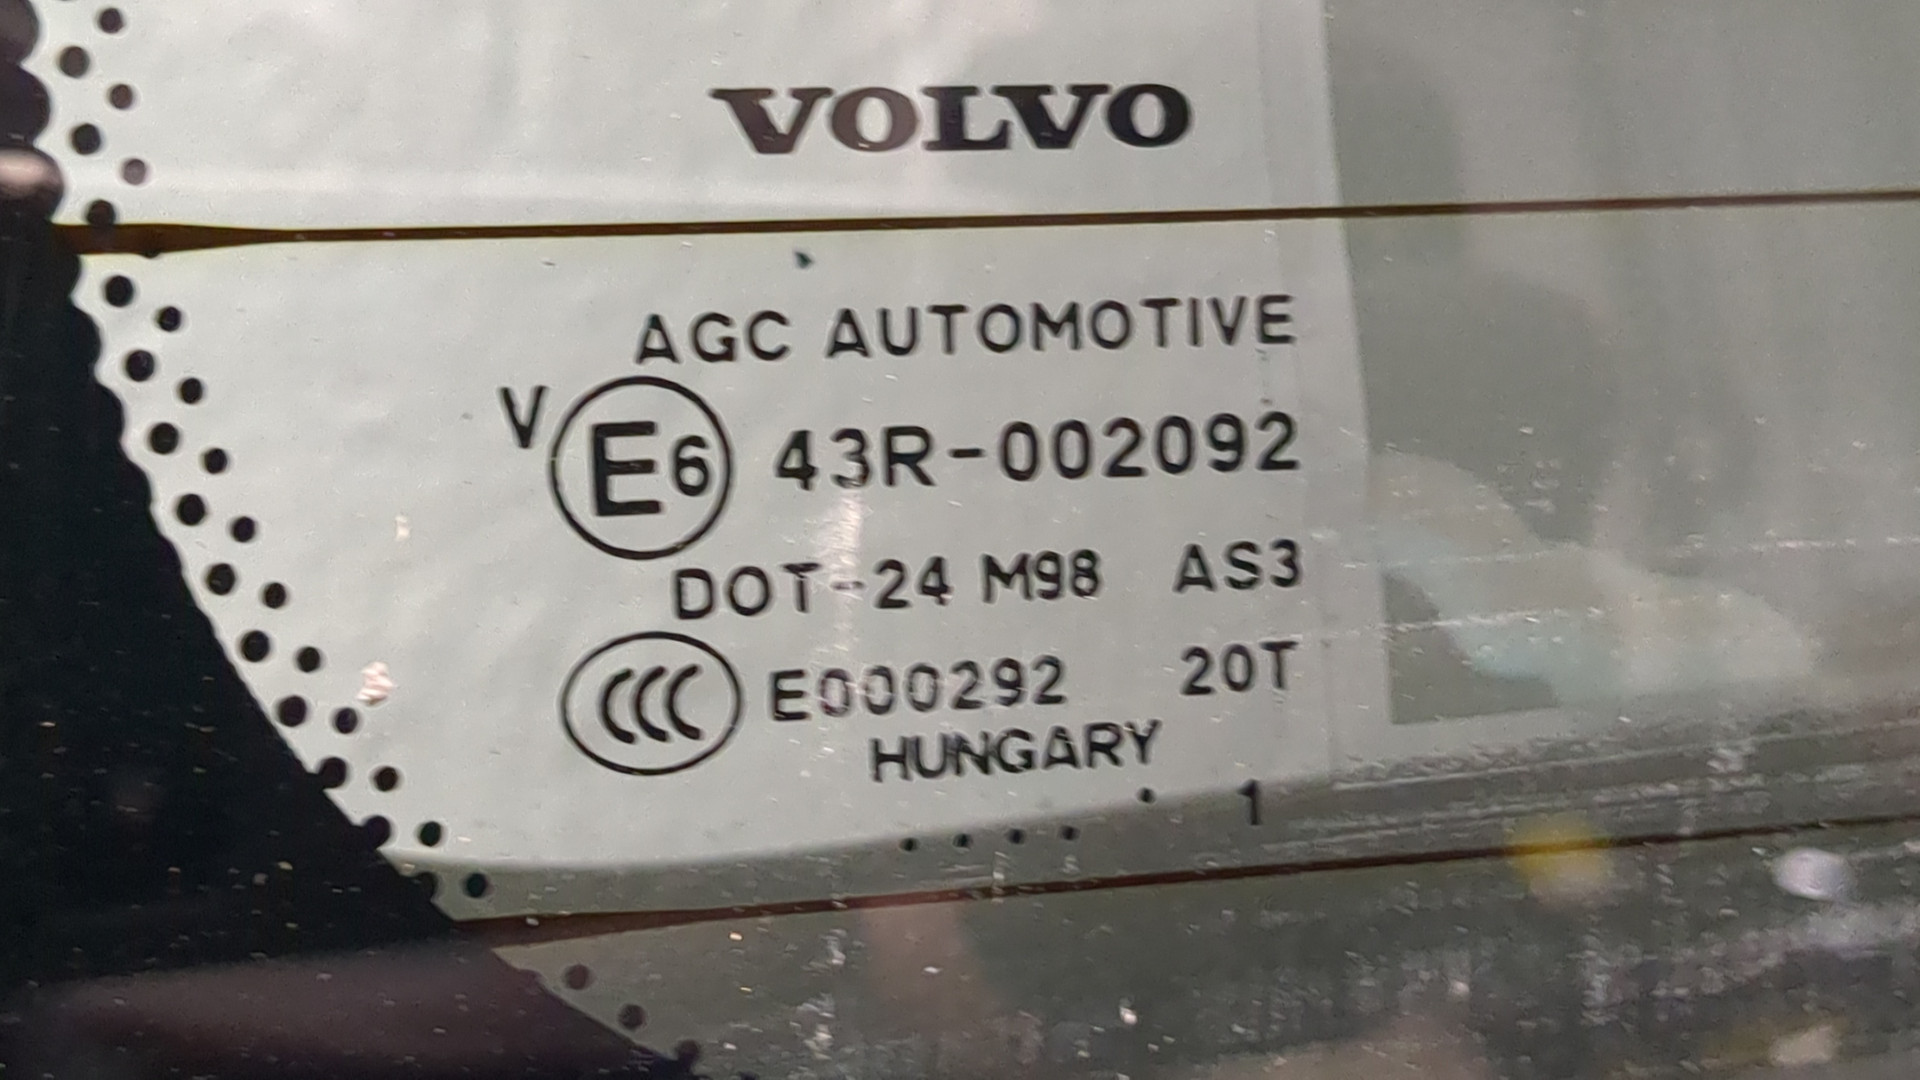 VOLVO
AGC AUTOMOTIVE
V E6 43R-002092
DOT-24 M98 AS3
CCC E000292 20T
HUNGARY
. . . . . 1